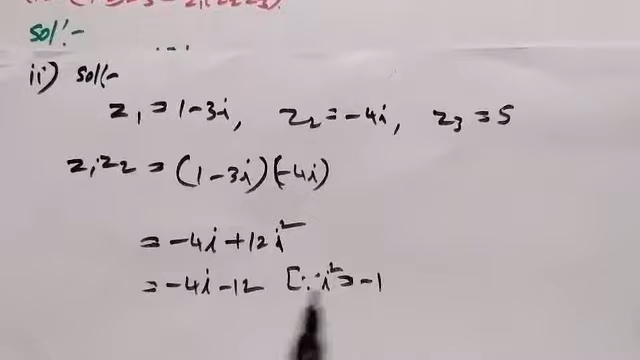 sol:-
...
ii) sol:-
z₁ = 1-3i, z₂ = -4i, z₃ = 5
z₁z₂ = (1-3i)(-4i)
= -4i+12i²
= -4i-12 [∵ i² = -1